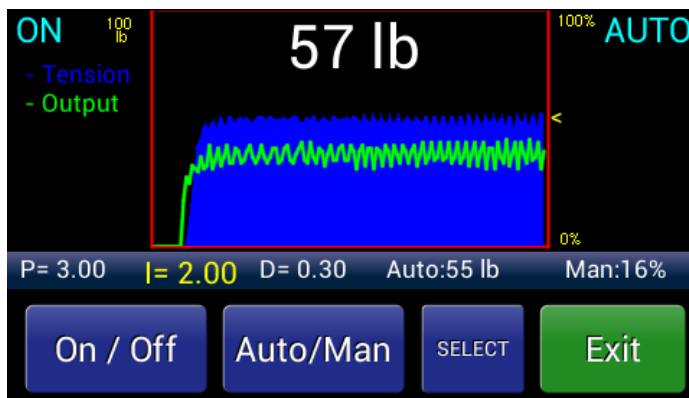 ON
100
lb
57 lb
100%
AUTO
- Tension
- Output
<
0%
P= 3.00
I= 2.00
D= 0.30
Auto:55 lb
Man:16%
On / Off
Auto/Man
SELECT
Exit